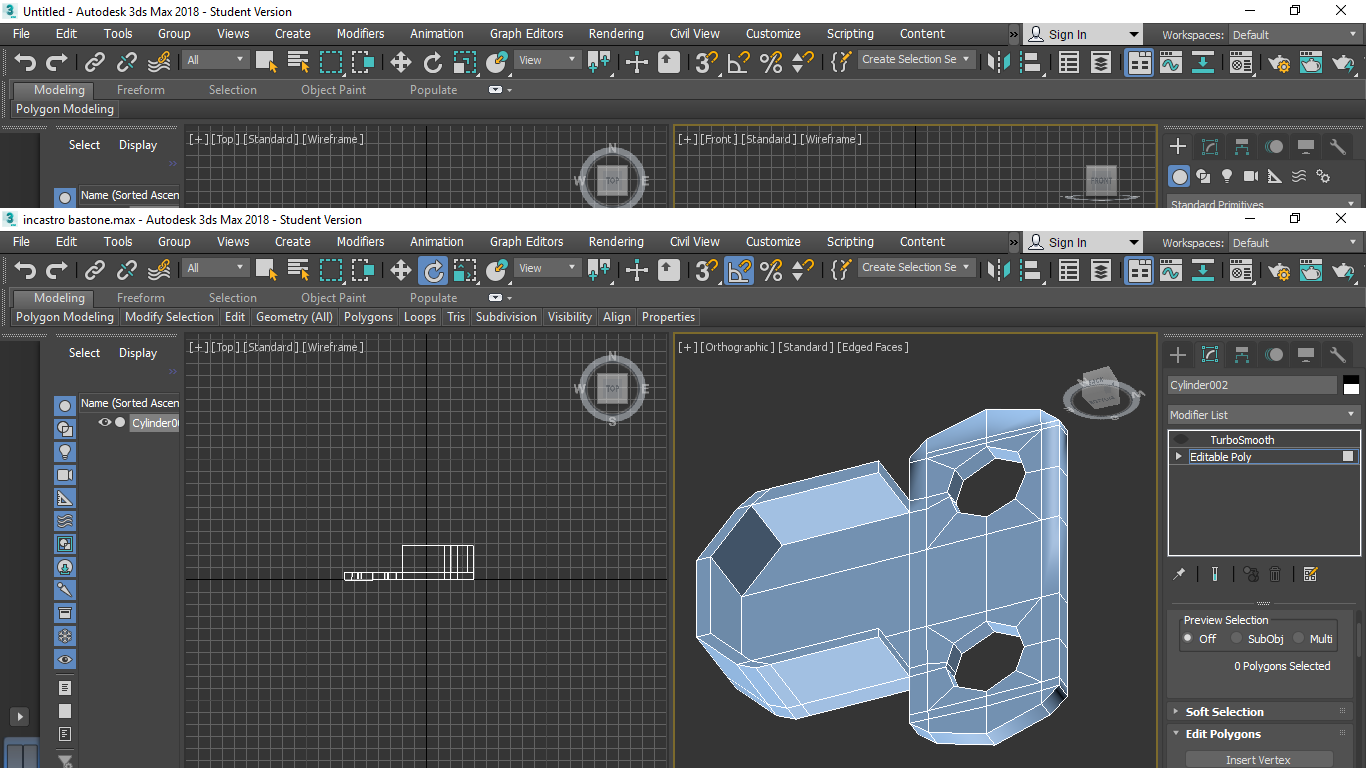 Untitled - Autodesk 3ds Max 2018 - Student Version
File Edit Tools Group Views Create Modifiers Animation Graph Editors Rendering Civil View Customize Scripting Content » Sign In Workspaces: Default
All View Create Selection Se
Modeling Freeform Selection Object Paint Populate
Polygon Modeling
Select Display
[+] [Top] [Standard] [Wireframe]
N
W TOP E
[+] [Front] [Standard] [Wireframe]
FRONT
Name (Sorted Ascen
Standard Primitives
incastro bastone.max - Autodesk 3ds Max 2018 - Student Version
File Edit Tools Group Views Create Modifiers Animation Graph Editors Rendering Civil View Customize Scripting Content » Sign In Workspaces: Default
All View Create Selection Se
Modeling Freeform Selection Object Paint Populate
Polygon Modeling Modify Selection Edit Geometry (All) Polygons Loops Tris Subdivision Visibility Align Properties
Select Display
[+] [Top] [Standard] [Wireframe]
N
W TOP E
S
[+] [Orthographic] [Standard] [Edged Faces]
Name (Sorted Ascen
Cylinder00
Cylinder002
Modifier List
TurboSmooth
Editable Poly
Preview Selection
Off SubObj Multi
0 Polygons Selected
Soft Selection
Edit Polygons
Insert Vertex